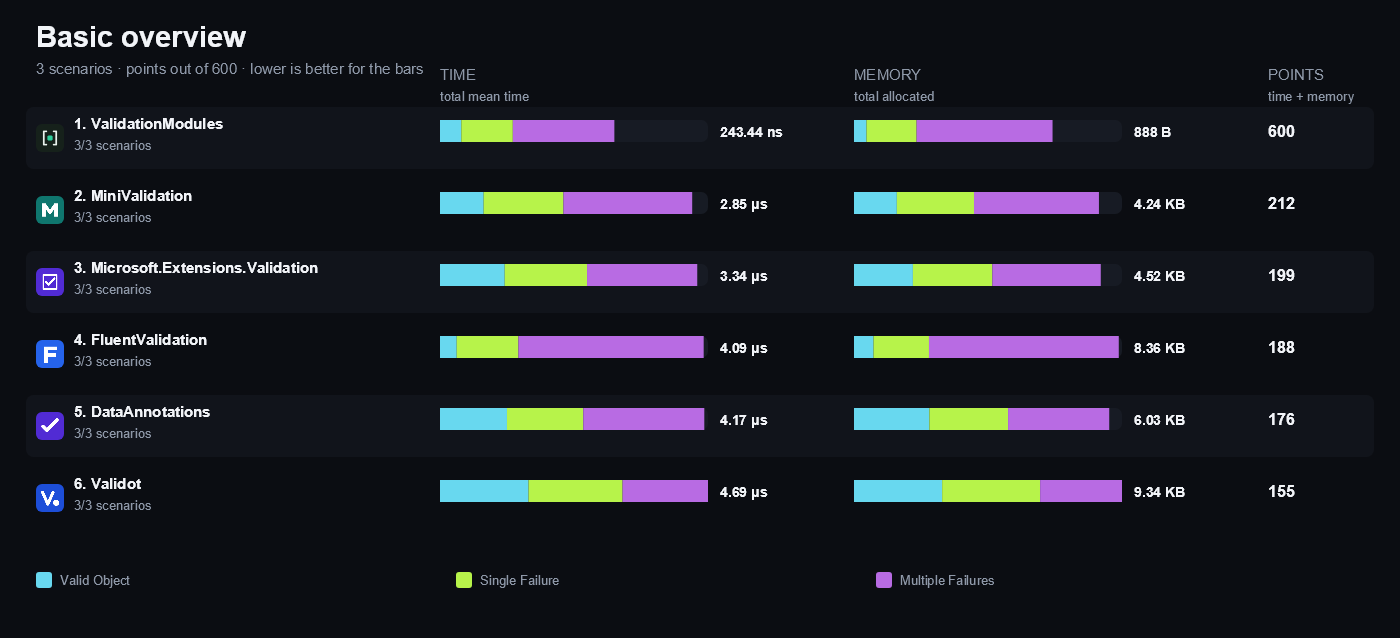 Basic overview
3 scenarios · points out of 600 · lower is better for the bars
TIME
total mean time
MEMORY
total allocated
POINTS
time + memory
1. ValidationModules
3/3 scenarios
243.44 ns
888 B
600
M
2. MiniValidation
3/3 scenarios
2.85 µs
4.24 KB
212
3. Microsoft.Extensions.Validation
3/3 scenarios
3.34 µs
4.52 KB
199
F
4. FluentValidation
3/3 scenarios
4.09 µs
8.36 KB
188
5. DataAnnotations
3/3 scenarios
4.17 µs
6.03 KB
176
V.
6. Validot
3/3 scenarios
4.69 µs
9.34 KB
155
Valid Object
Single Failure
Multiple Failures